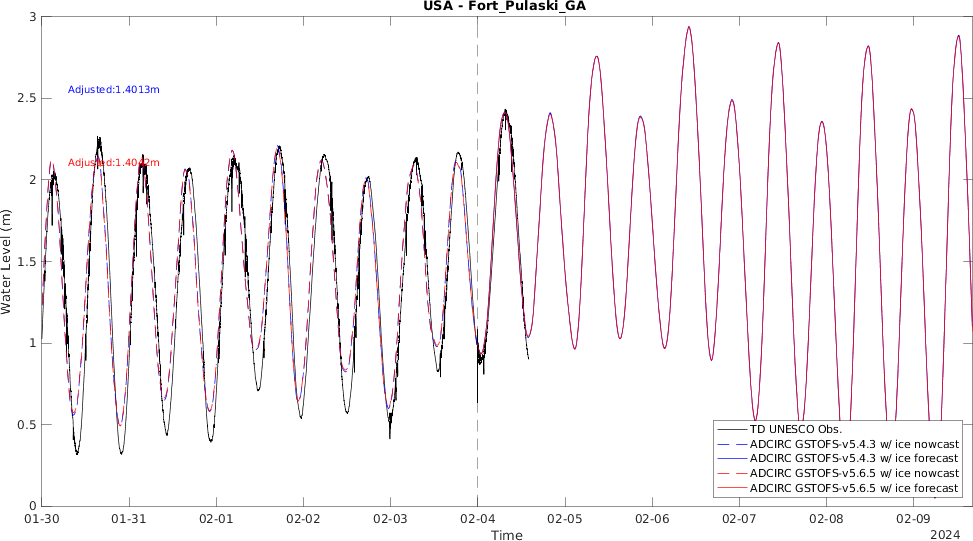 USA - Fort_Pulaski_GA
3
2.5
2
1.5
1
0.5
0
Water Level (m)
Adjusted:1.4013m
Adjusted:1.4042m
TD UNESCO Obs.
ADCIRC GSTOFS-v5.4.3 w/ ice nowcast
ADCIRC GSTOFS-v5.4.3 w/ ice forecast
ADCIRC GSTOFS-v5.6.5 w/ ice nowcast
ADCIRC GSTOFS-v5.6.5 w/ ice forecast
01-30 01-31 02-01 02-02 02-03 02-04 02-05 02-06 02-07 02-08 02-09
Time
2024